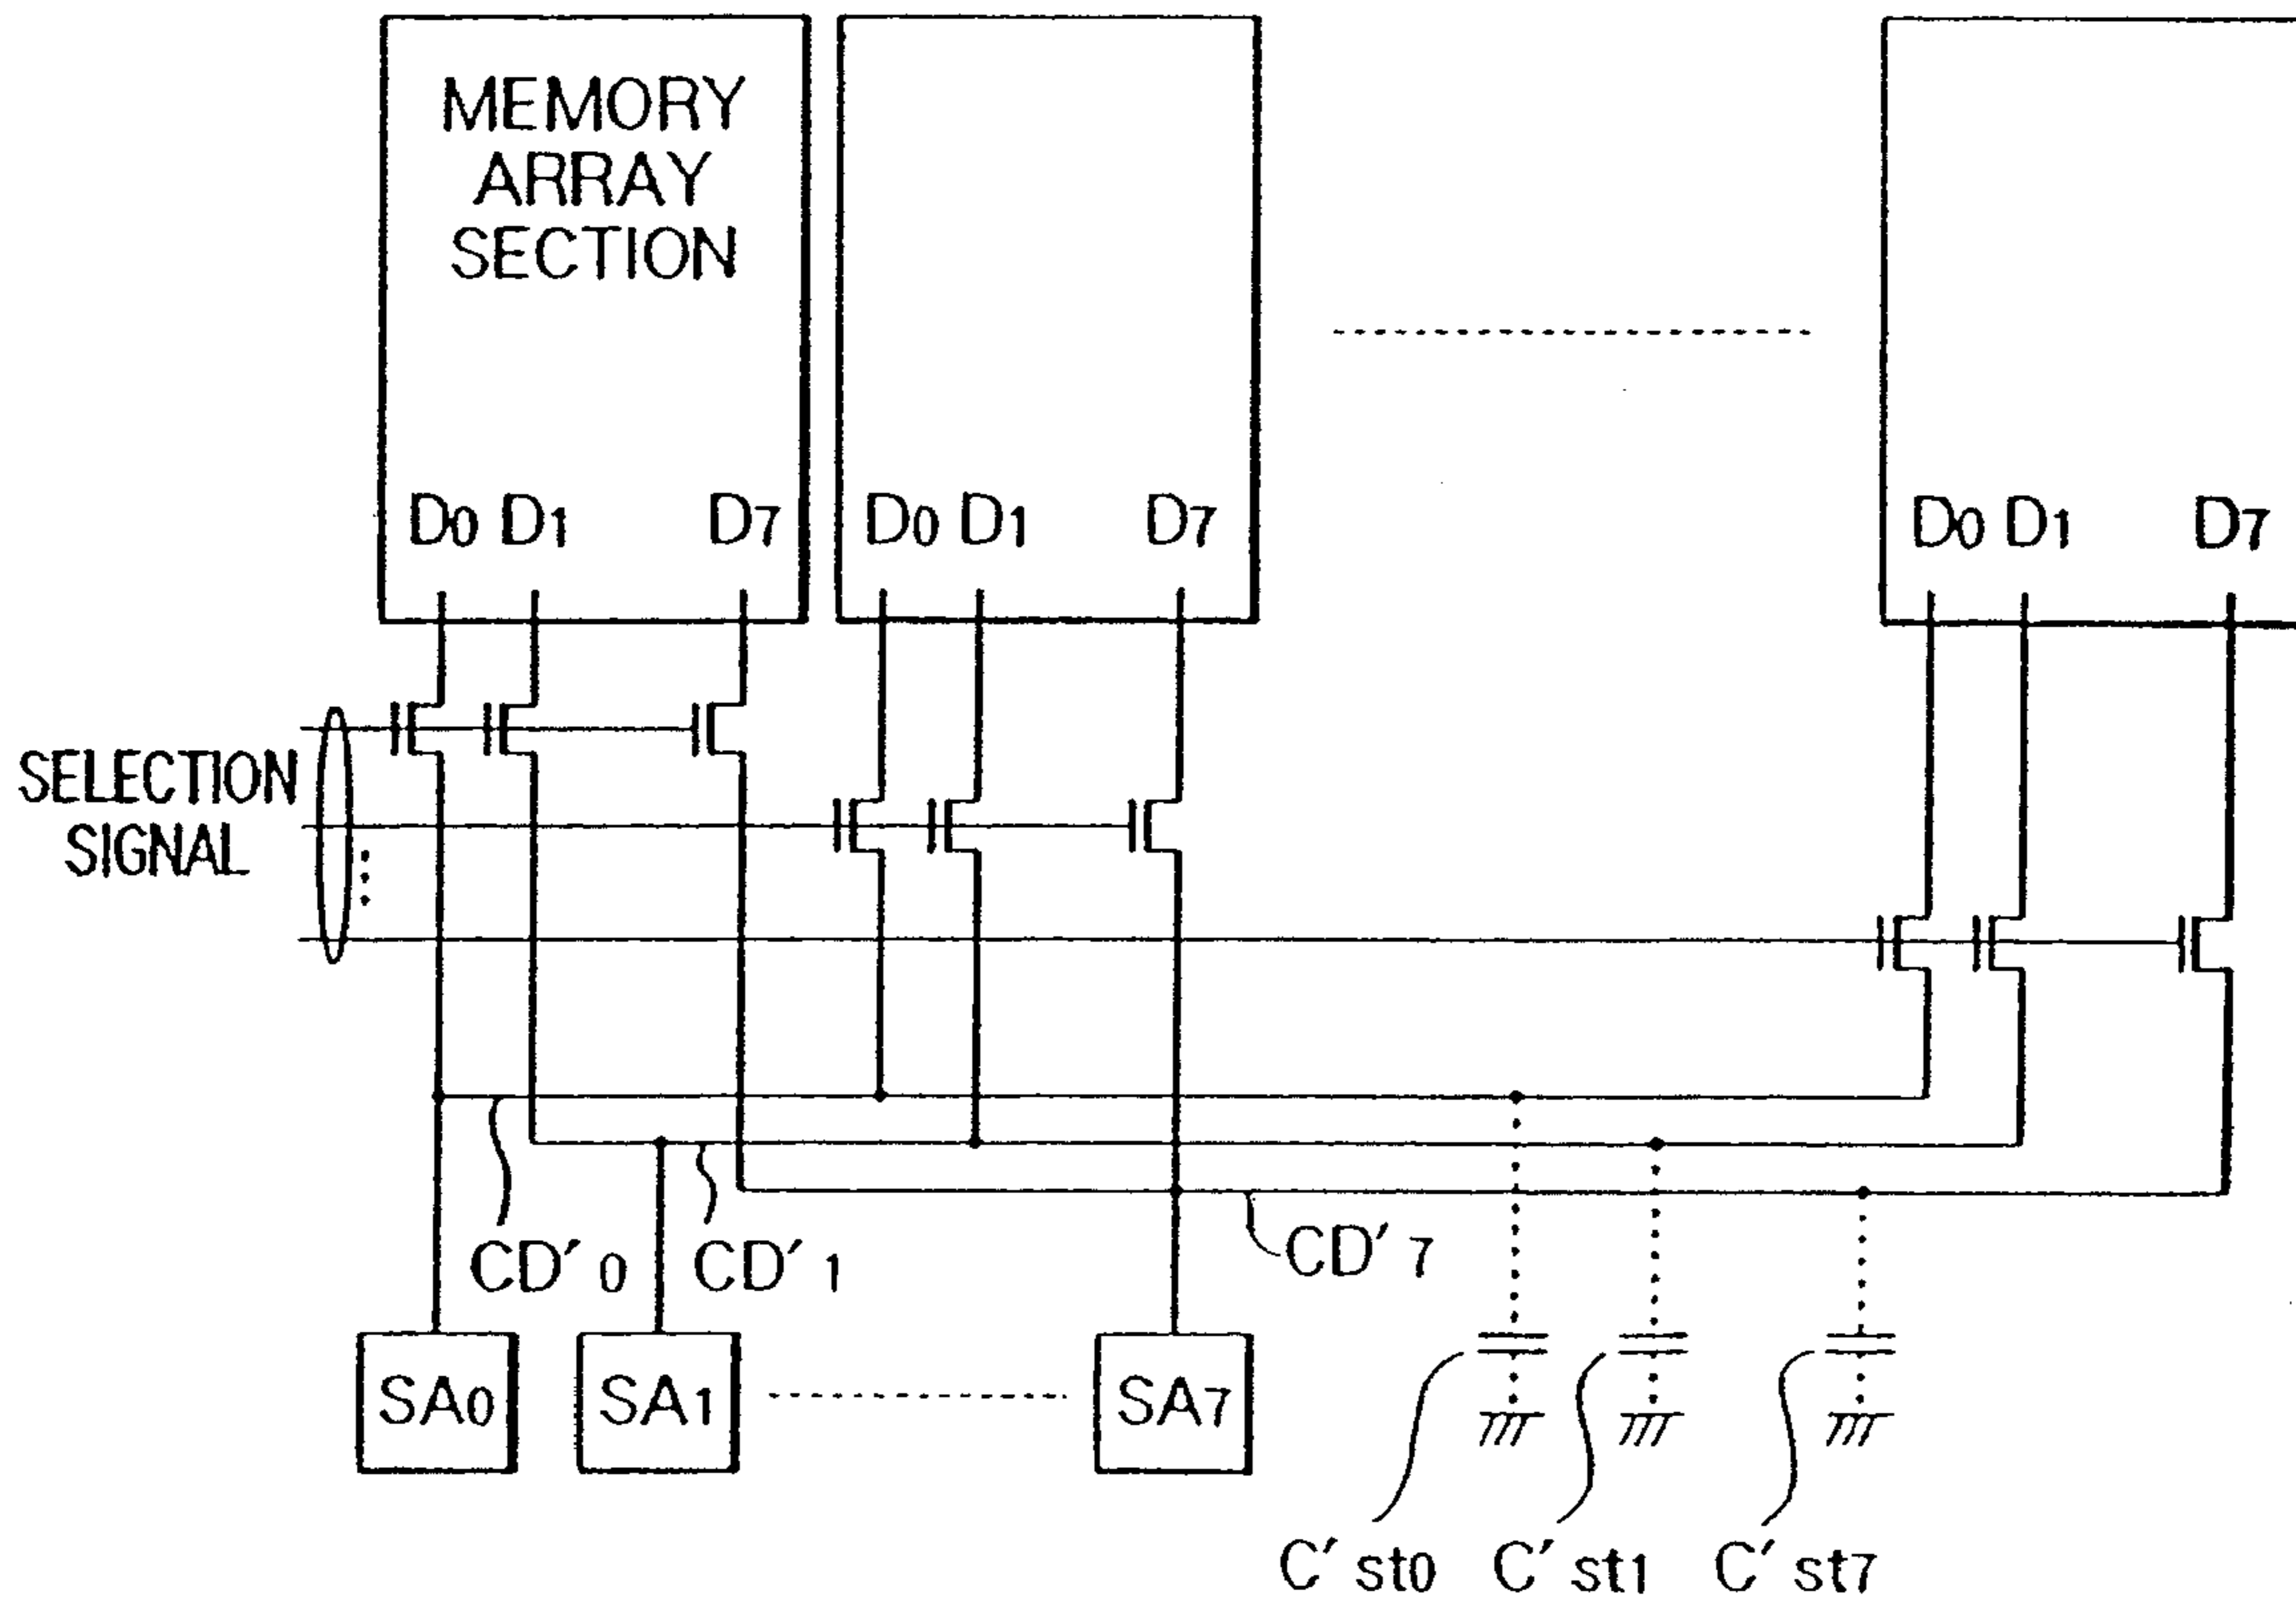 MEMORY
ARRAY
SECTION
D0 D1 D7
D0 D1 D7
D0 D1 D7
SELECTION
SIGNAL
CD'0
CD'1
CD'7
SA0
SA1
SA7
C'st0
C'st1
C'st7